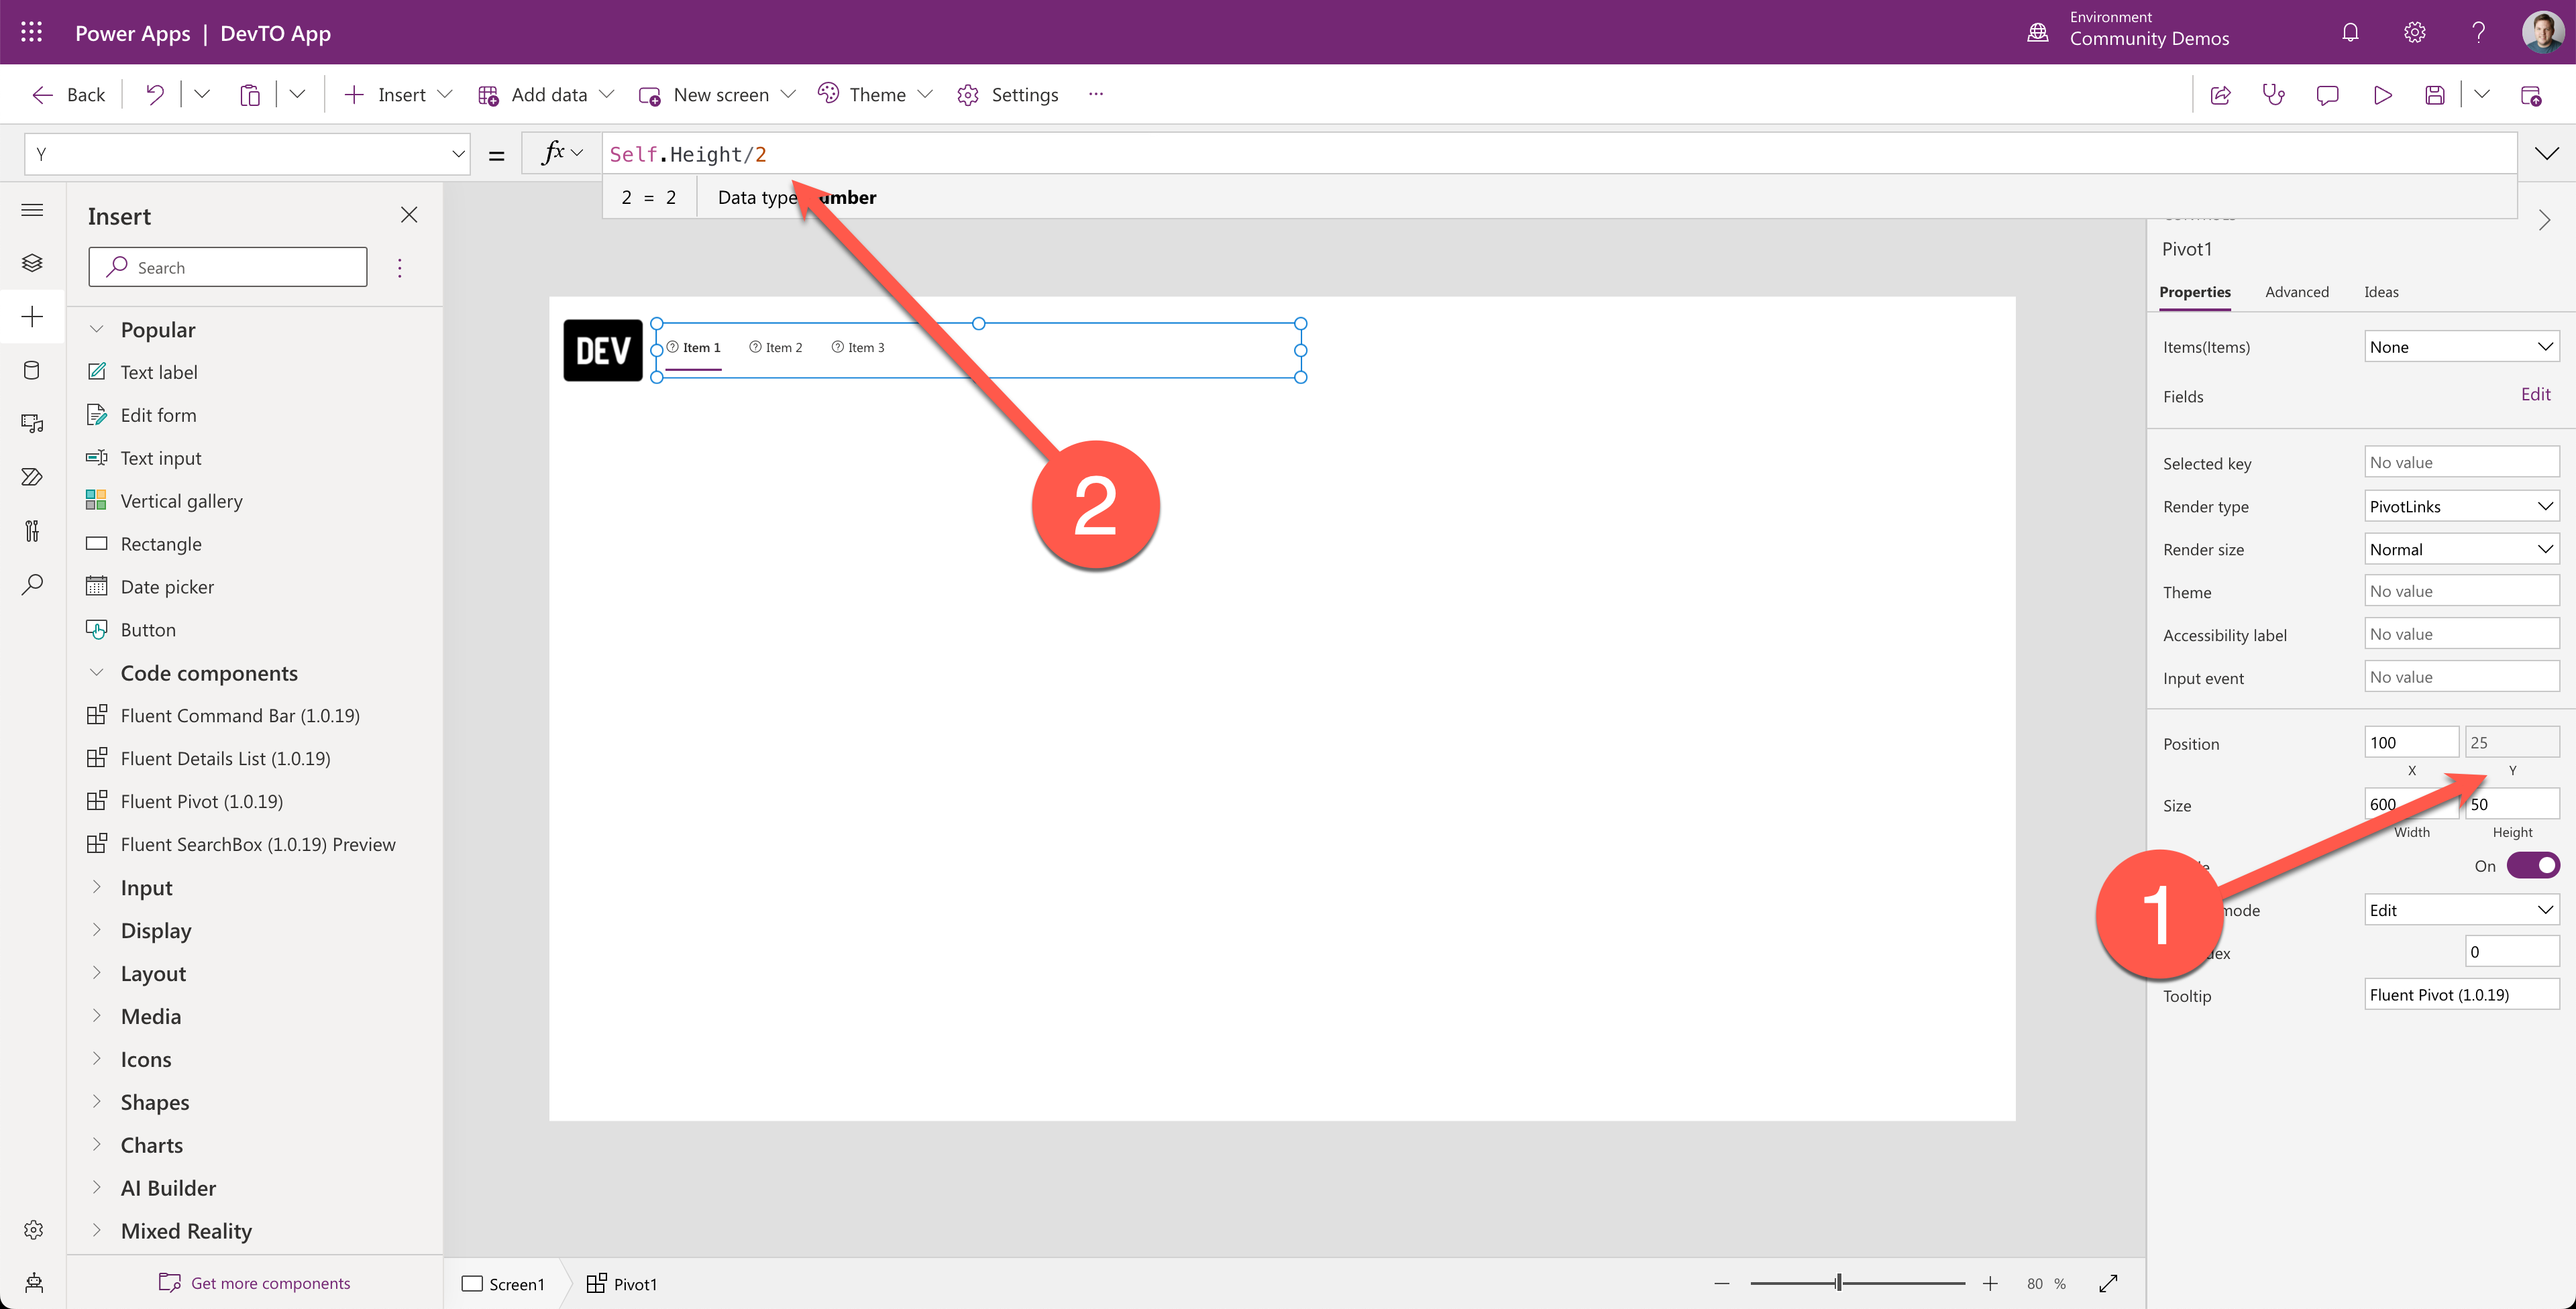 Power Apps | DevTO App
Environment
Community Demos
Back
Insert
Add data
New screen
Theme
Settings
Y
=
fx
Self.Height/2
2 = 2
Data type
Insert
Search
Popular
Text label
Edit form
Text input
Vertical gallery
Rectangle
Date picker
Button
Code components
Fluent Command Bar (1.0.19)
Fluent Details List (1.0.19)
Fluent Pivot (1.0.19)
Fluent SearchBox (1.0.19) Preview
Input
Display
Layout
Media
Icons
Shapes
Charts
AI Builder
Mixed Reality
Get more components
DEV
Item 1
Item 2
Item 3
2
1
Screen1
Pivot1
80 %
Pivot1
Properties
Advanced
Ideas
Items(Items)
None
Fields
Edit
Selected key
No value
Render type
PivotLinks
Render size
Normal
Theme
No value
Accessibility label
No value
Input event
No value
Position
100
25
X
Y
Size
600
50
Width
Height
On
mode
Edit
0
Tooltip
Fluent Pivot (1.0.19)